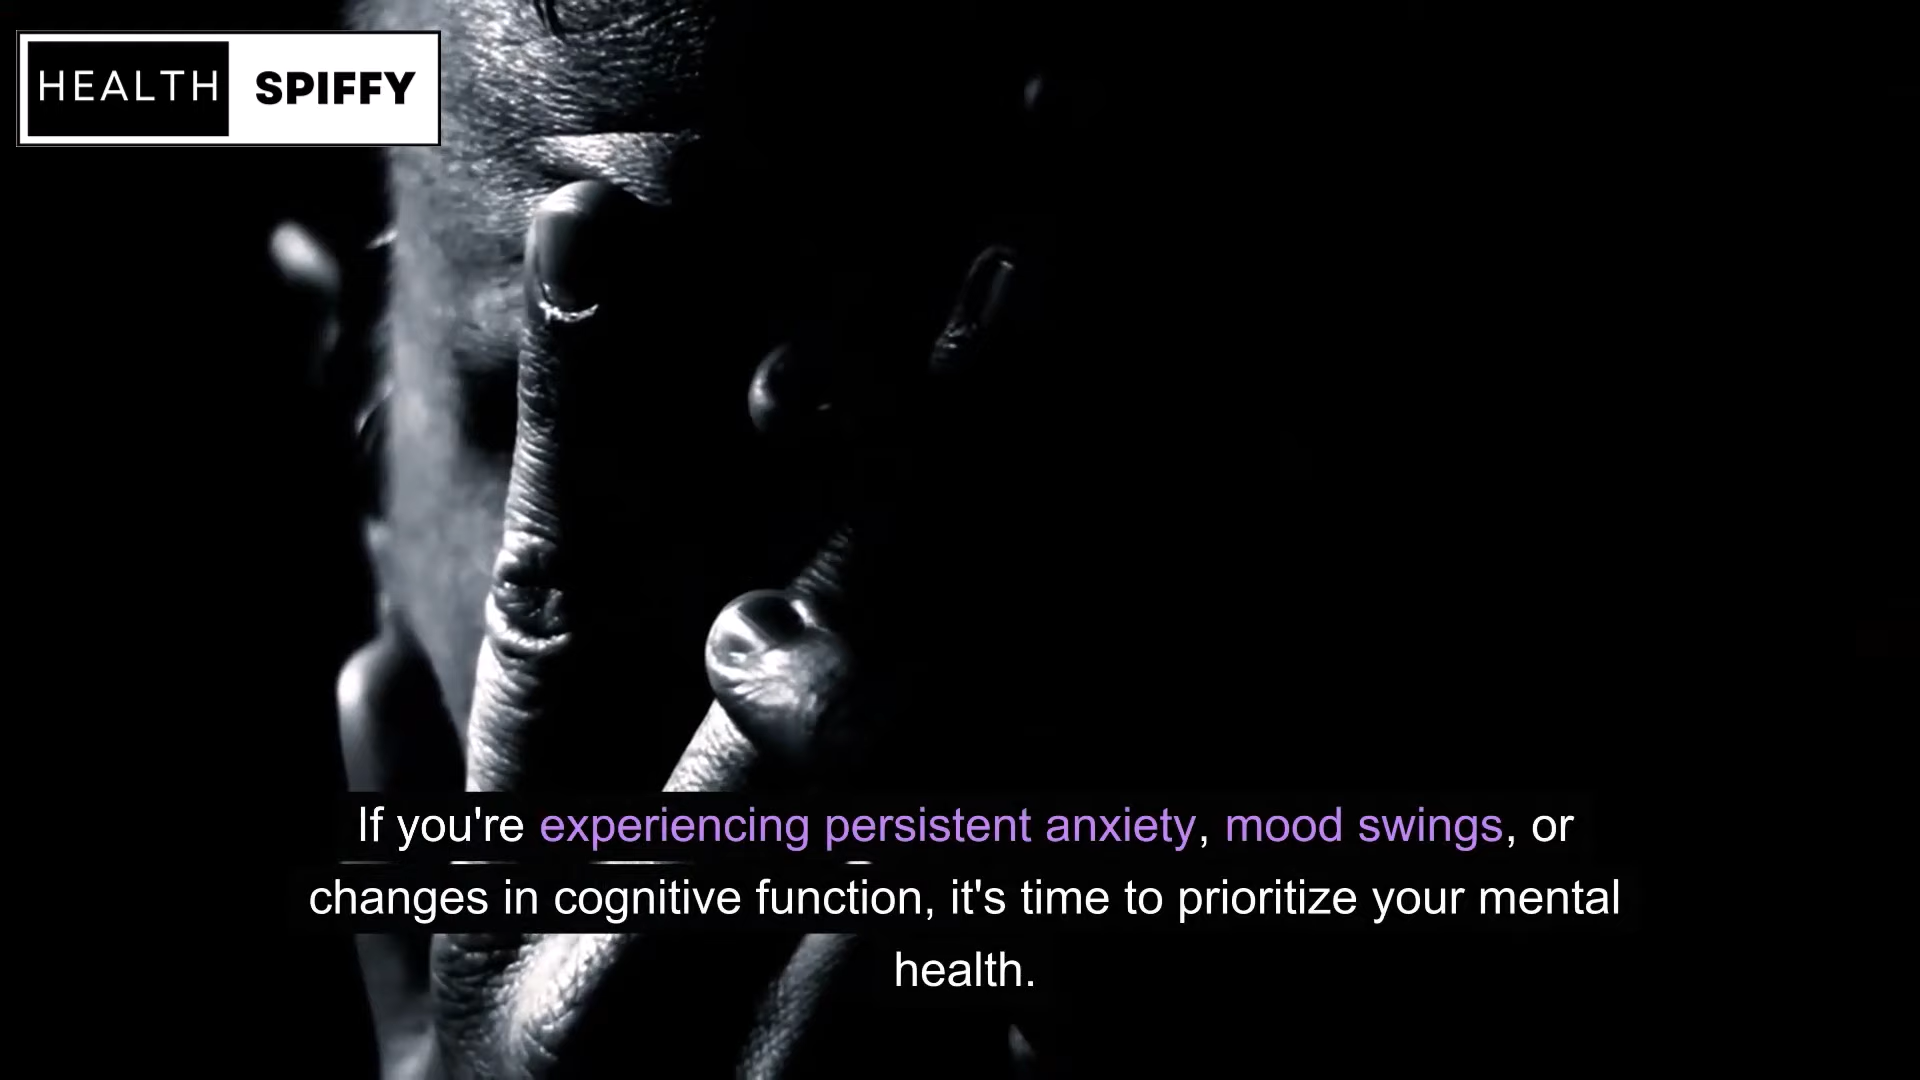 HEALTH SPIFFY
If you're experiencing persistent anxiety, mood swings, or
changes in cognitive function, it's time to prioritize your mental
health.